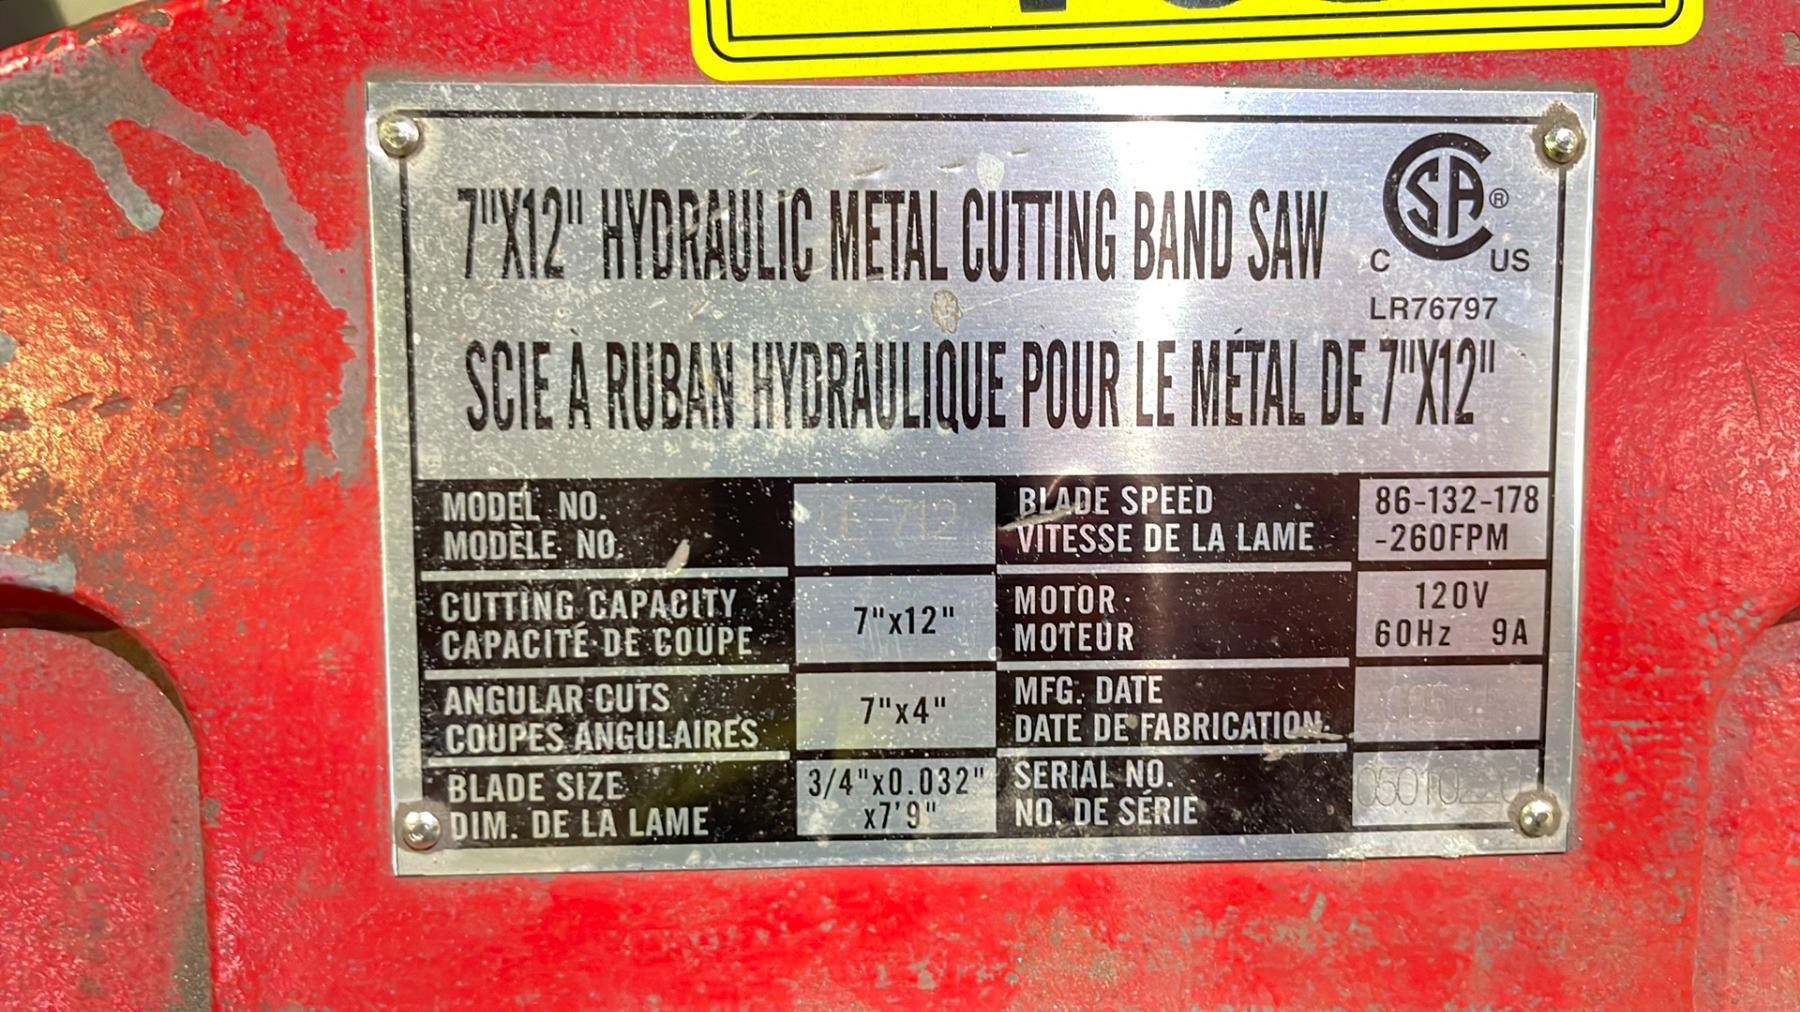 7"X12" HYDRAULIC METAL CUTTING BAND SAW
CSA®
C US
LR76797
SCIE À RUBAN HYDRAULIQUE POUR LE MÉTAL DE 7"X12"
MODEL NO.
MODÈLE NO.
BLADE SPEED
VITESSE DE LA LAME
86-132-178
-260FPM
CUTTING CAPACITY
CAPACITÉ DE COUPE
7"x12"
MOTOR
MOTEUR
120V
60Hz 9A
ANGULAR CUTS
COUPES ANGULAIRES
7"x4"
MFG. DATE
DATE DE FABRICATION
BLADE SIZE
DIM. DE LA LAME
3/4"x0.032"
x7'9"
SERIAL NO.
NO. DE SÉRIE